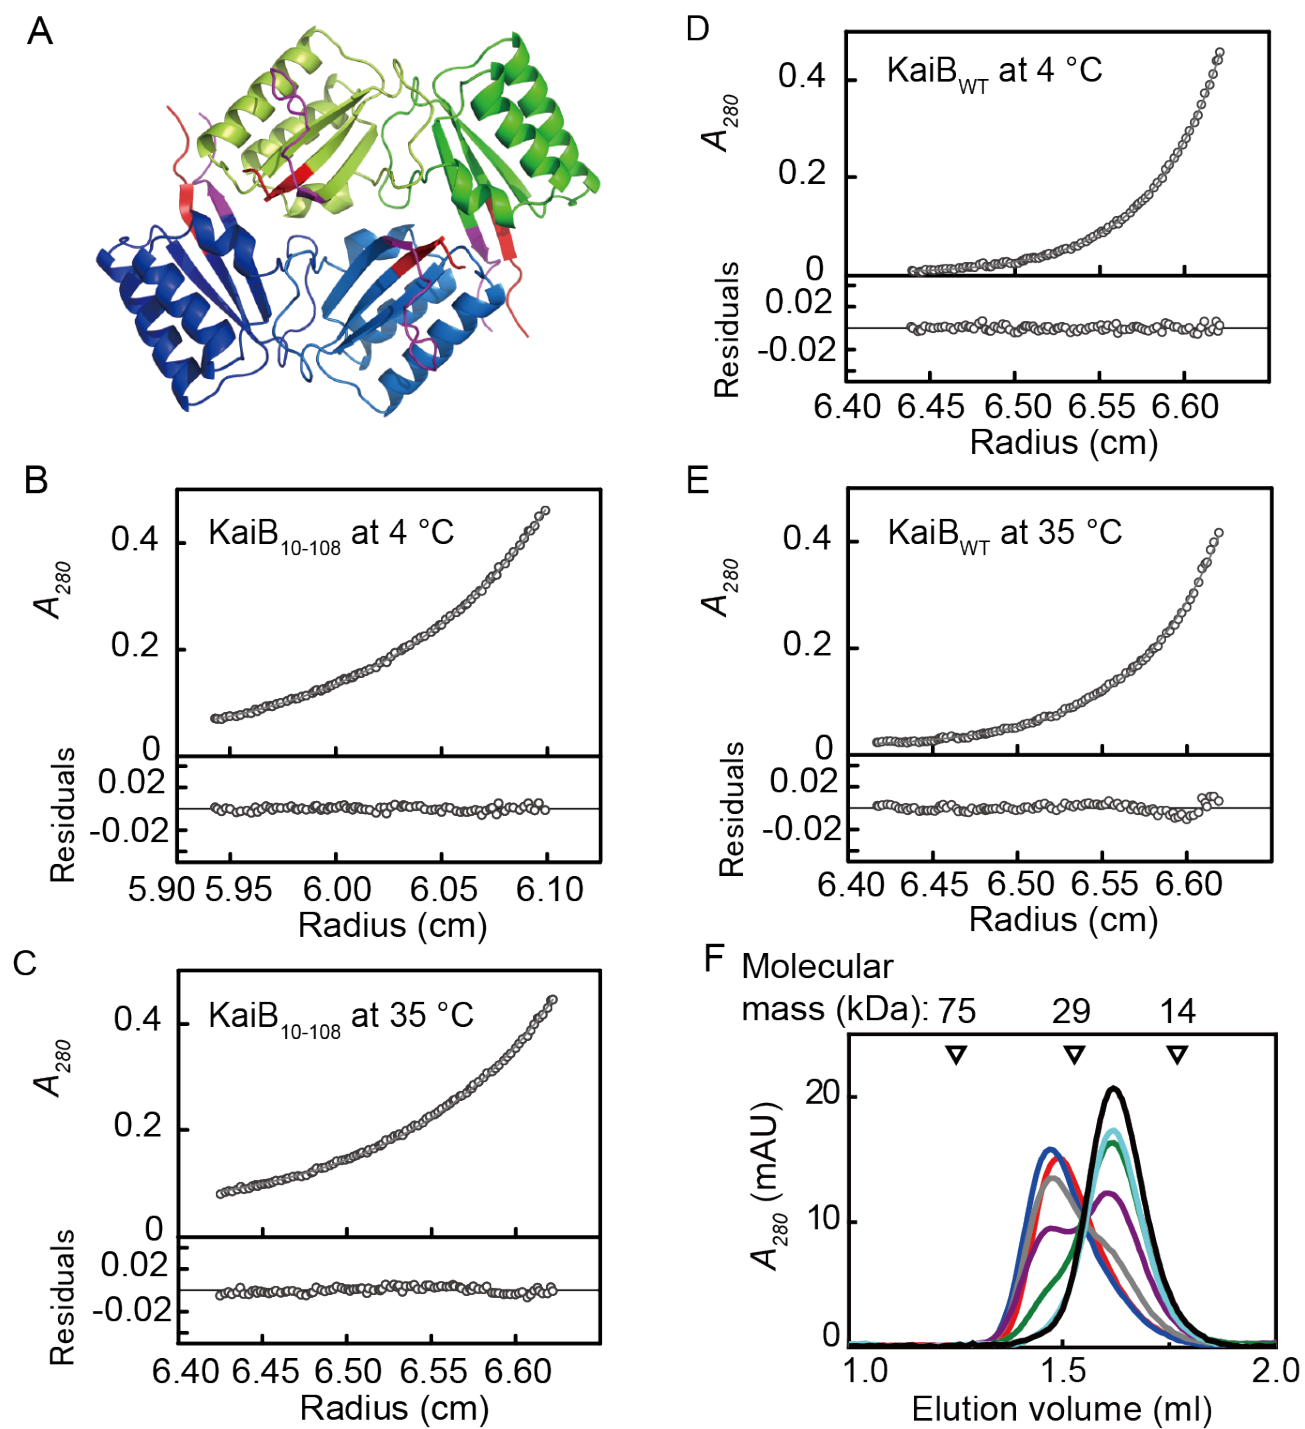 A
B
KaiB10-108 at 4 °C
A280
0.4
0.2
0
Residuals
0.02
-0.02
5.90 5.95 6.00 6.05 6.10
Radius (cm)
C
KaiB10-108 at 35 °C
A280
0.4
0.2
0
Residuals
0.02
-0.02
6.40 6.45 6.50 6.55 6.60
Radius (cm)
D
KaiBWT at 4 °C
A280
0.4
0.2
0
Residuals
0.02
-0.02
6.40 6.45 6.50 6.55 6.60
Radius (cm)
E
KaiBWT at 35 °C
A280
0.4
0.2
0
Residuals
0.02
-0.02
6.40 6.45 6.50 6.55 6.60
Radius (cm)
F
Molecular
mass (kDa): 75 29 14
A280 (mAU)
20
10
0
1.0 1.5 2.0
Elution volume (ml)